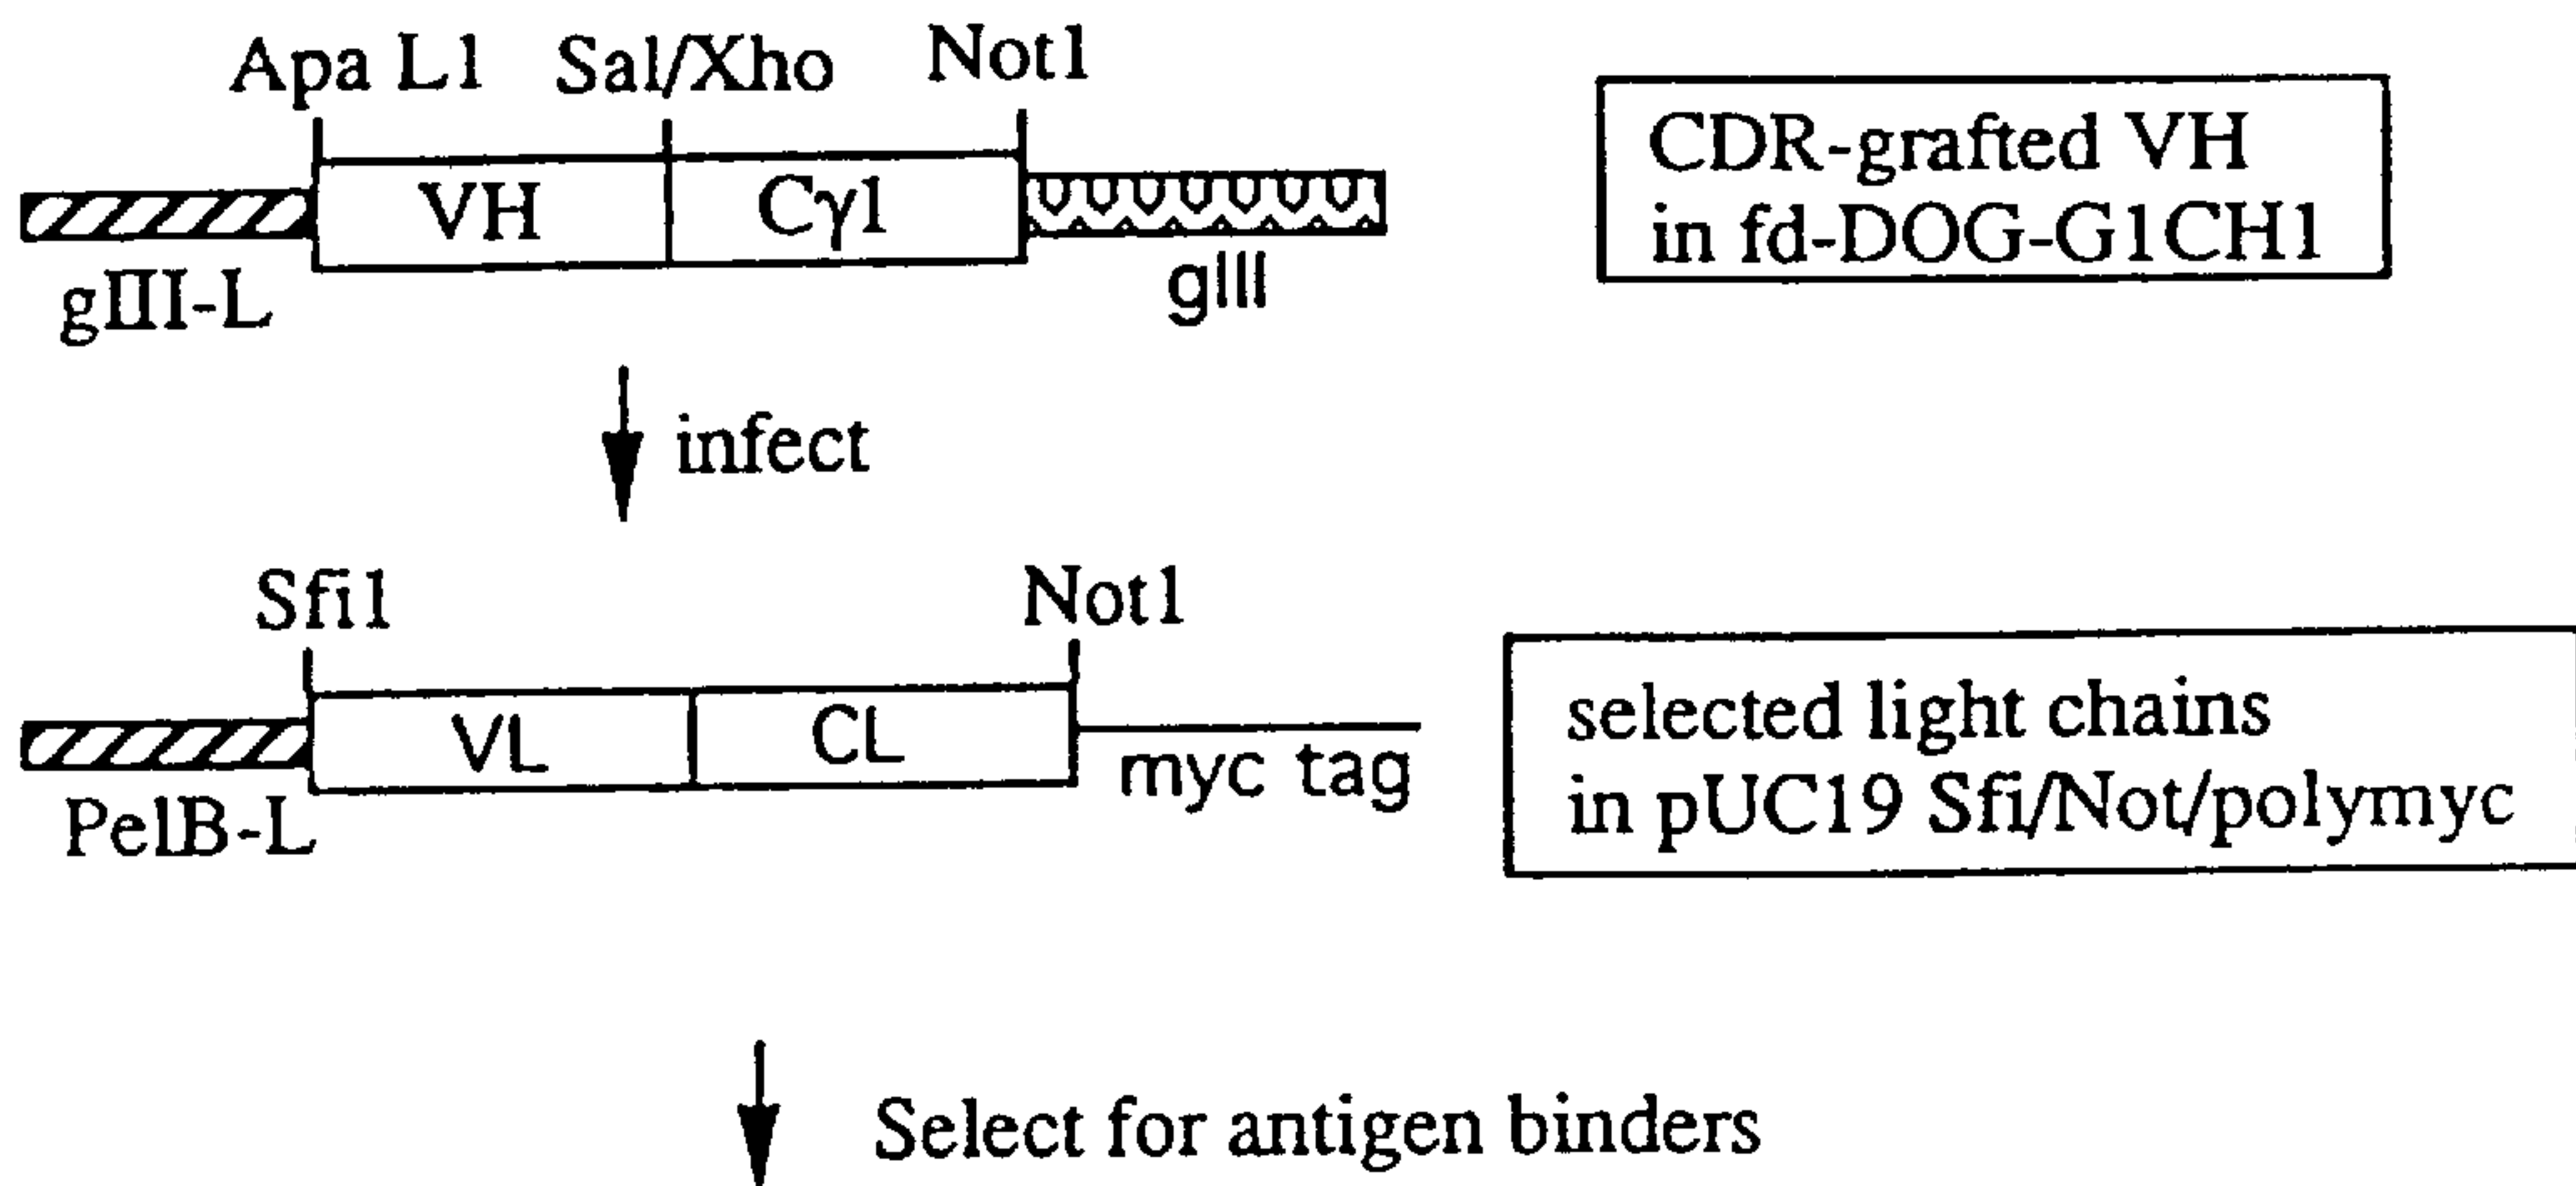 Apa L1 Sal/Xho Not1
VH Cγ1
gIII-L gIII
CDR-grafted VH
in fd-DOG-G1CH1
infect
Sfi1 Not1
VL CL
PelB-L myc tag
selected light chains
in pUC19 Sfi/Not/polymyc
Select for antigen binders